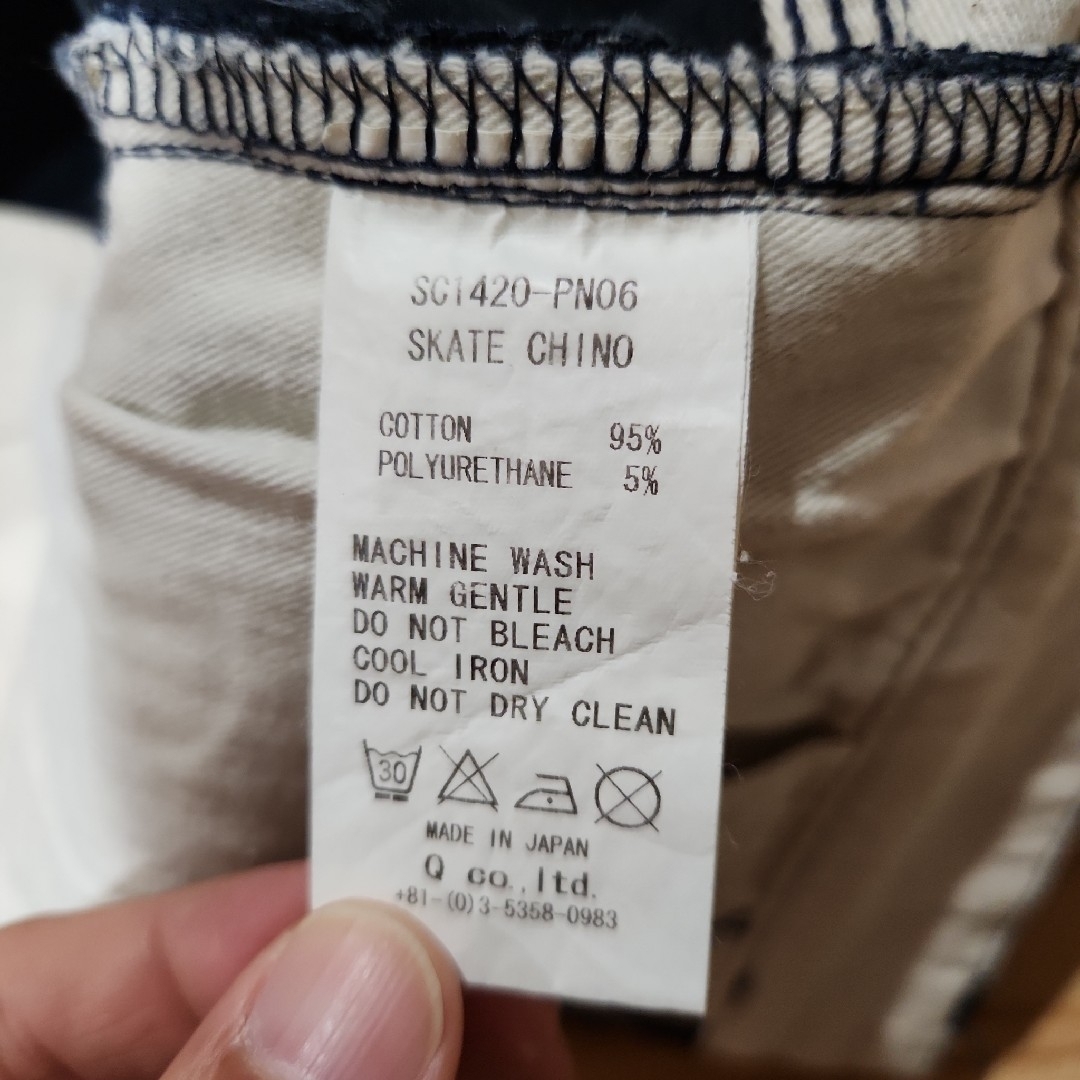 SC1420-PN06
SKATE CHINO
COTTON 95%
POLYURETHANE 5%
MACHINE WASH
WARM GENTLE
DO NOT BLEACH
COOL IRON
DO NOT DRY CLEAN
30
MADE IN JAPAN
Q co.,ltd.
+81-(0)3-5358-0983